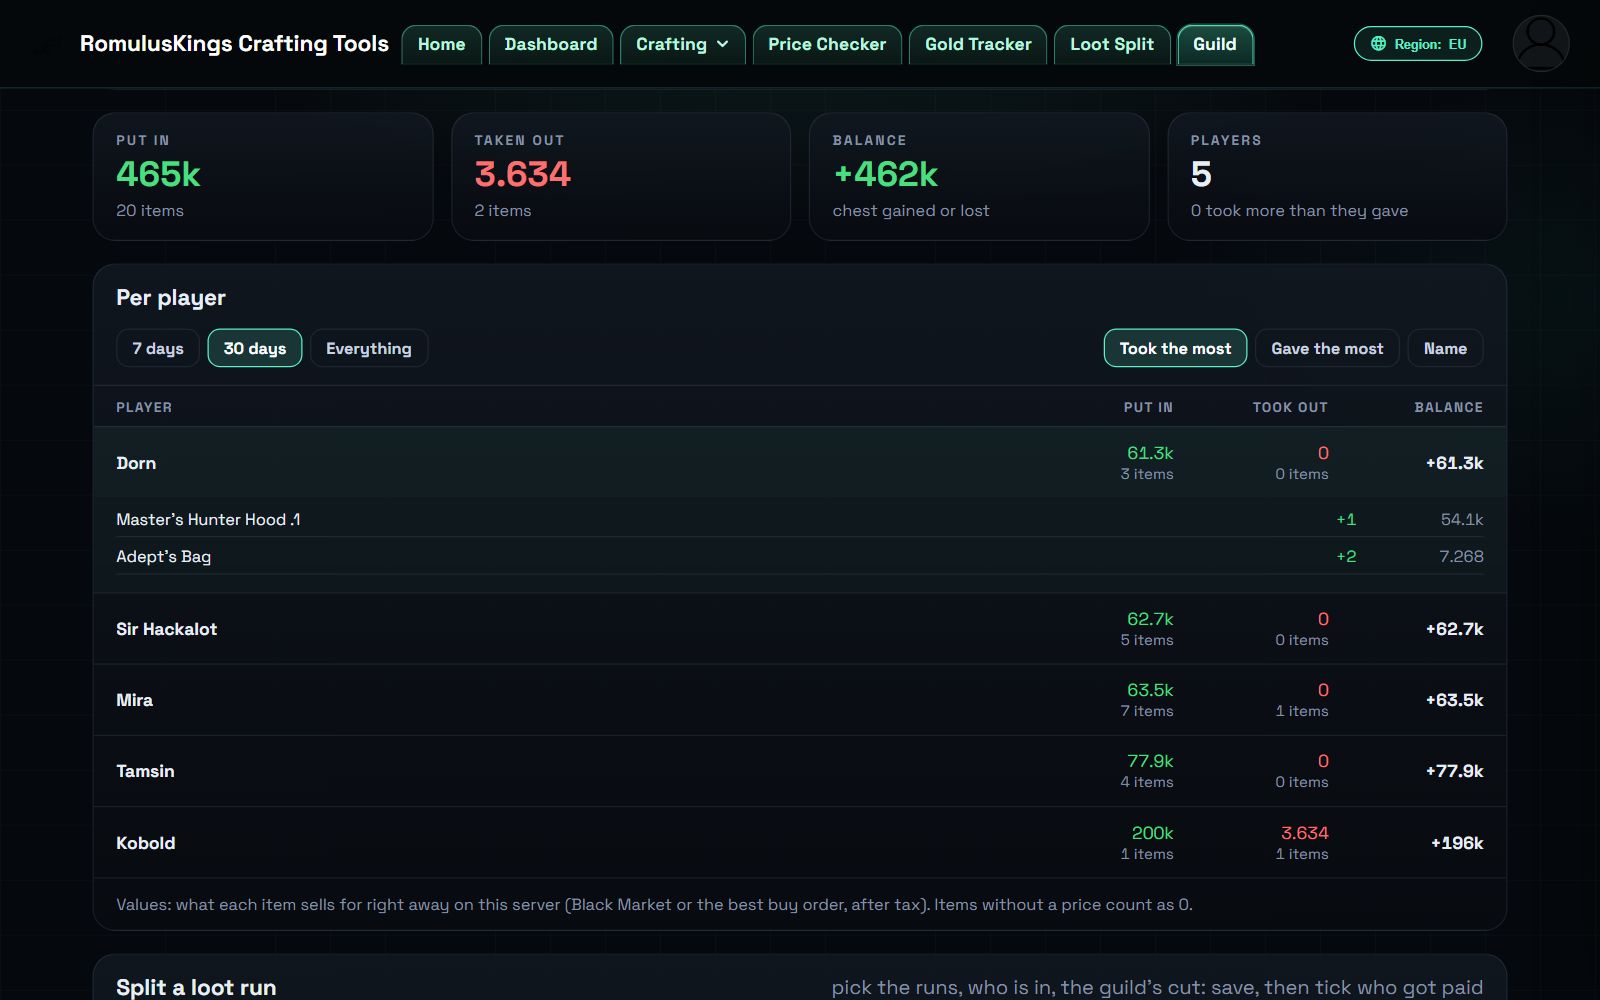 RomulusKings Crafting Tools
Home
Dashboard
Crafting
Price Checker
Gold Tracker
Loot Split
Guild
Region: EU
PUT IN
465k
20 items
TAKEN OUT
3.634
2 items
BALANCE
+462k
chest gained or lost
PLAYERS
5
0 took more than they gave
Per player
7 days
30 days
Everything
Took the most
Gave the most
Name
PLAYER PUT IN TOOK OUT BALANCE
Dorn 61.3k 0 +61.3k
3 items 0 items
Master's Hunter Hood .1 +1 54.1k
Adept's Bag +2 7.268
Sir Hackalot 62.7k 0 +62.7k
5 items 0 items
Mira 63.5k 0 +63.5k
7 items 1 items
Tamsin 77.9k 0 +77.9k
4 items 0 items
Kobold 200k 3.634 +196k
1 items 1 items
Values: what each item sells for right away on this server (Black Market or the best buy order, after tax). Items without a price count as 0.
Split a loot run
pick the runs, who is in, the guild's cut: save, then tick who got paid